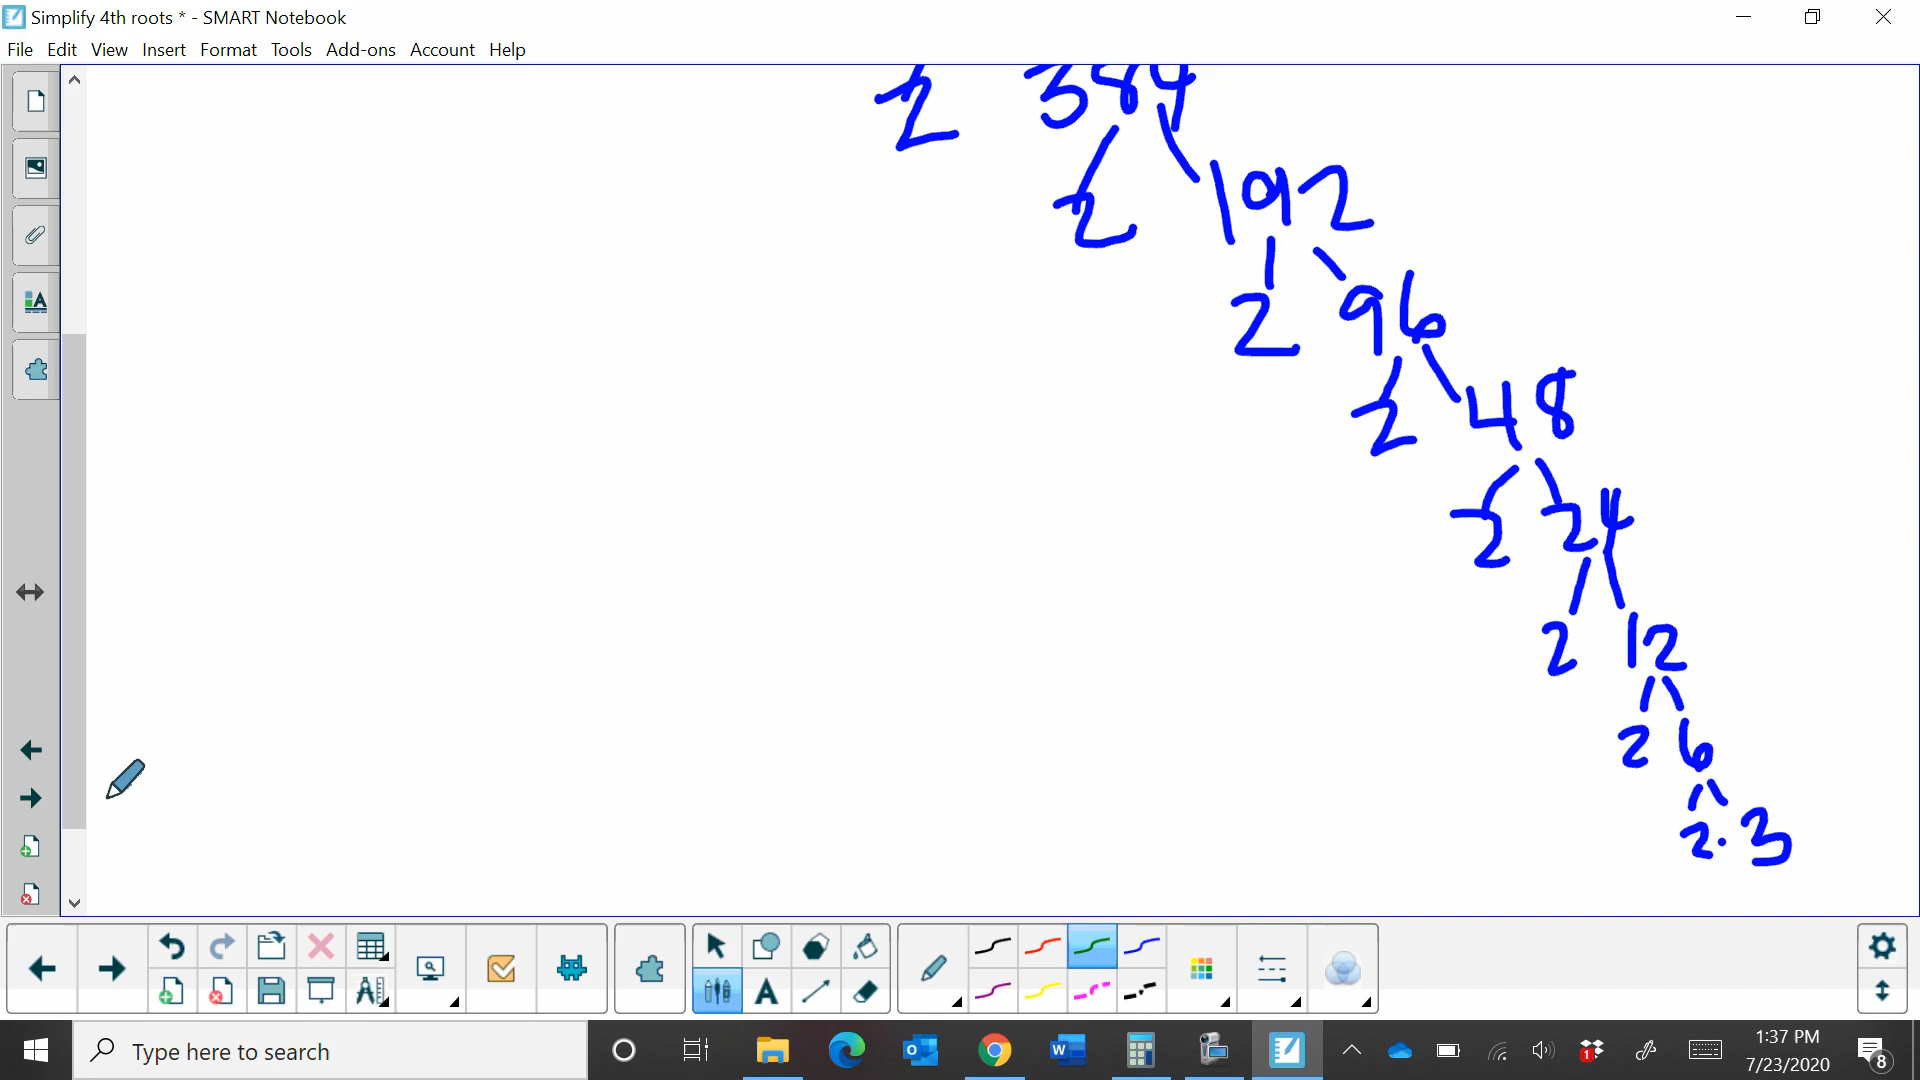 Simplify 4th roots * - SMART Notebook
File Edit View Insert Format Tools Add-ons Account Help
2 384
2 192
2 96
2 48
2 24
2 12
2 6
2·3
Type here to search
1:37 PM
7/23/2020
1
8